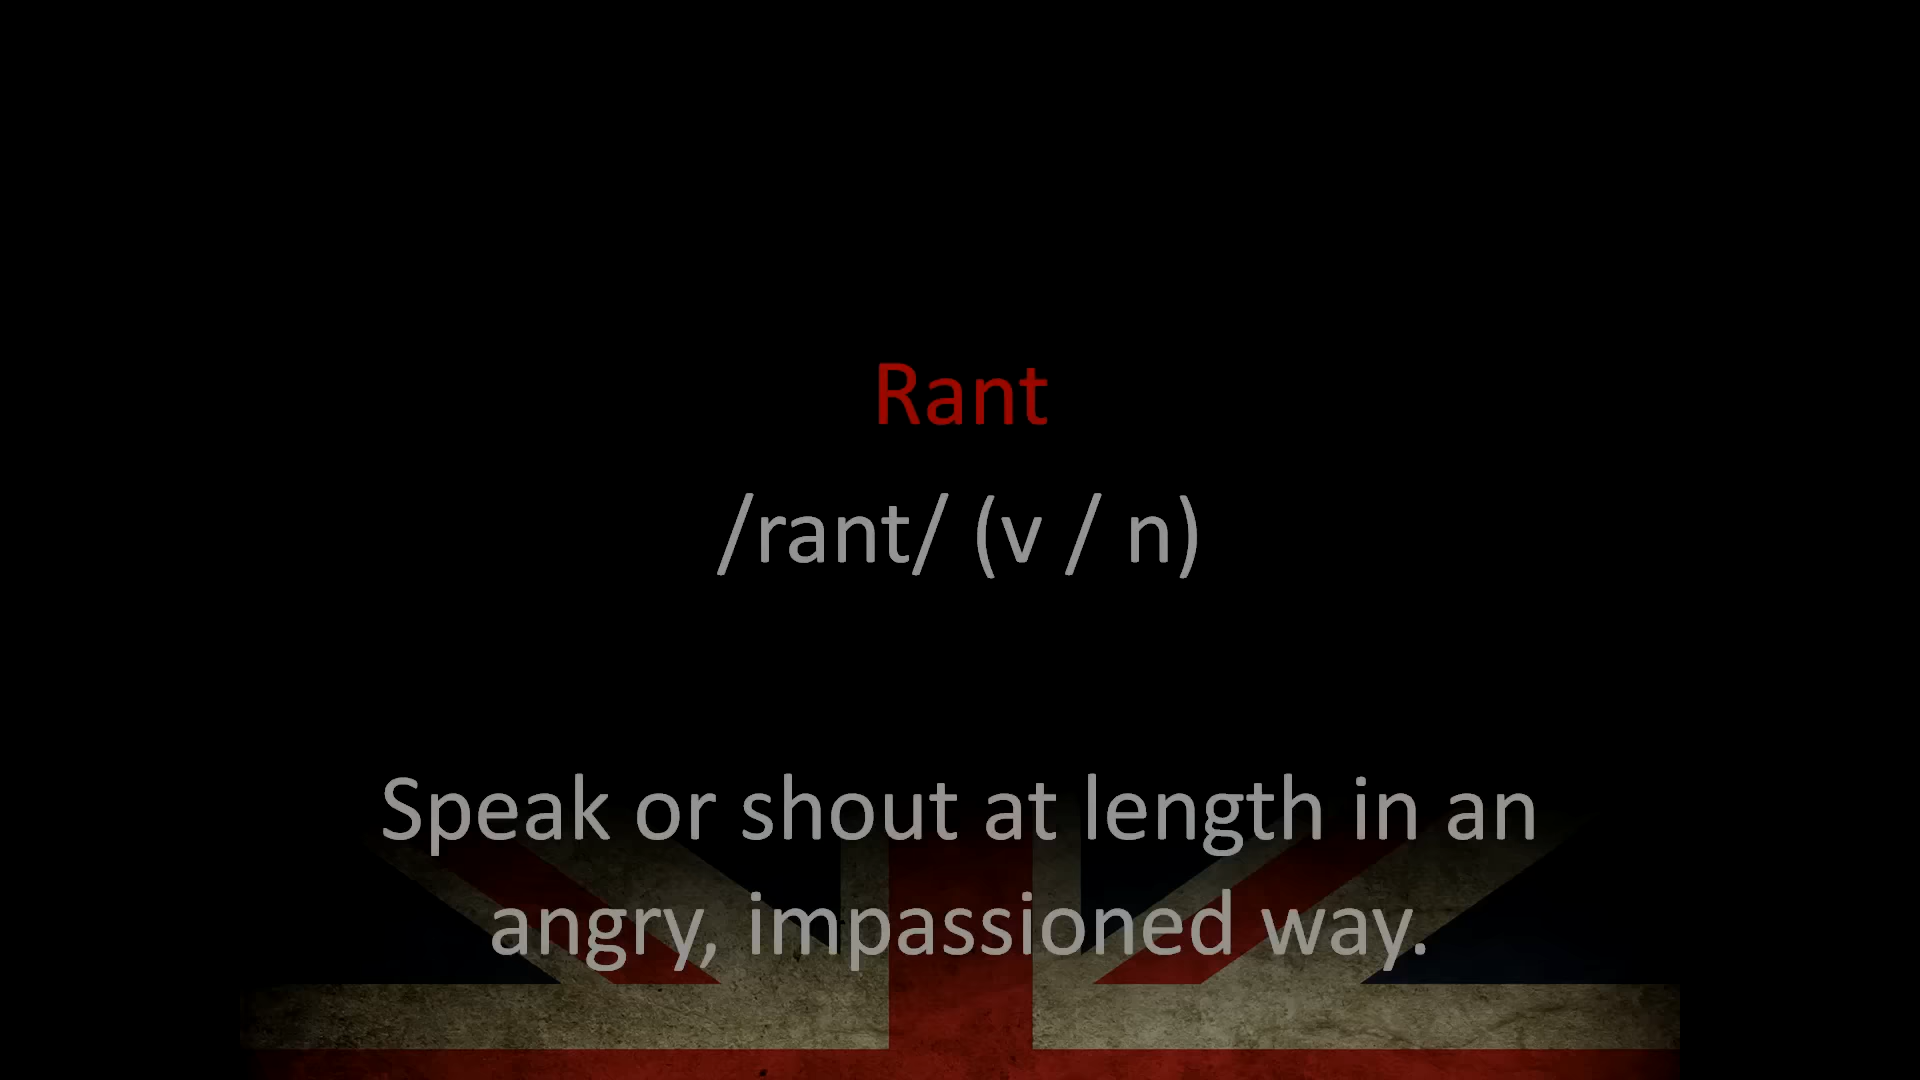 Rant
/rant/ (v / n)
Speak or shout at length in an
angry, impassioned way.